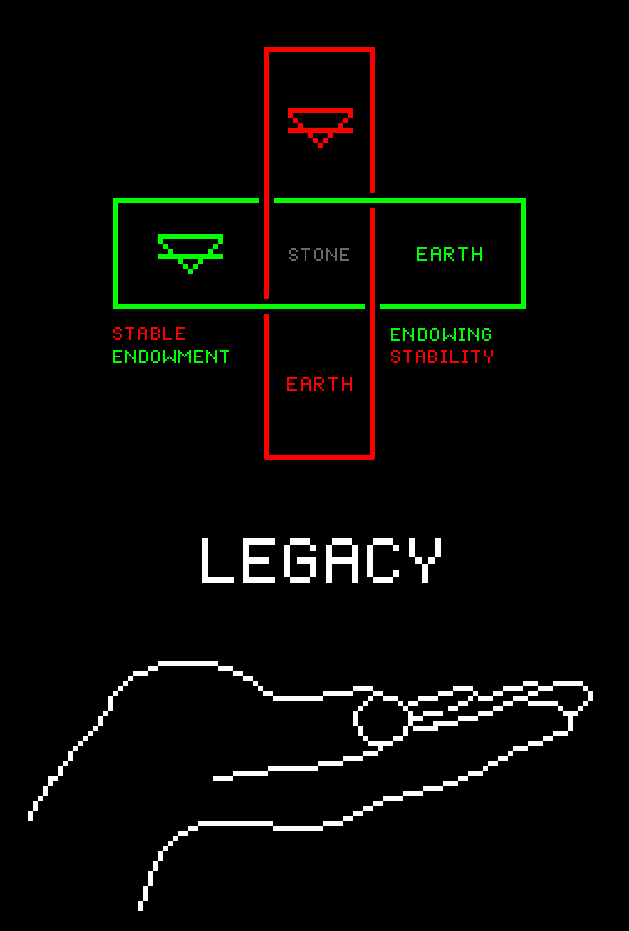 STONE
EARTH
STABLE
ENDOWMENT
ENDOWING
STABILITY
EARTH
LEGACY